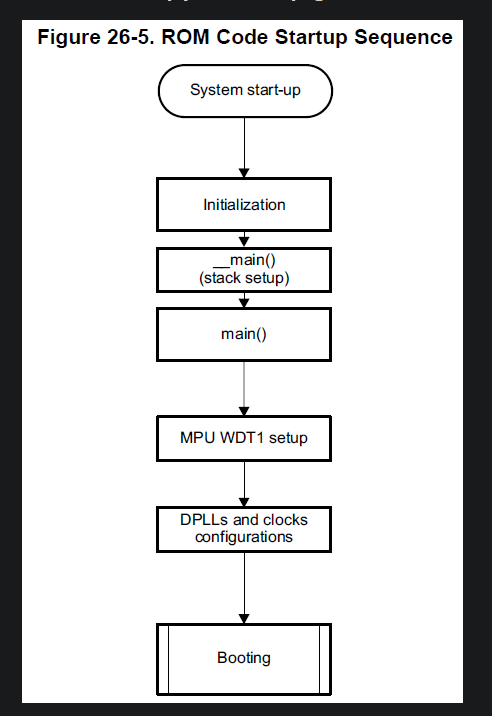 Figure 26-5. ROM Code Startup Sequence
System start-up
Initialization
__main()
(stack setup)
main()
MPU WDT1 setup
DPLLs and clocks
configurations
Booting